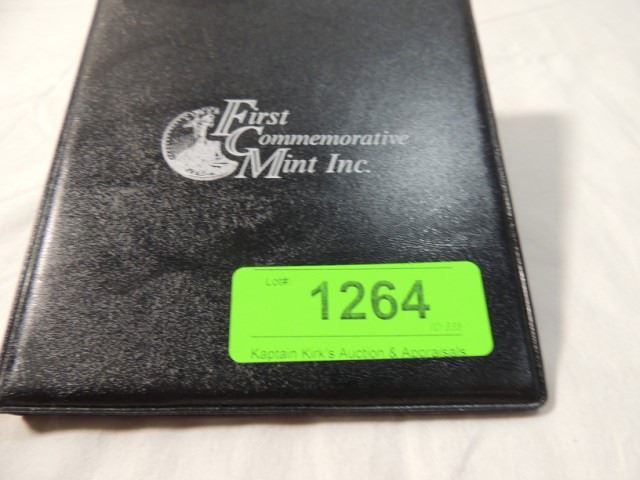 First
Commemorative
Mint Inc.
Lot#:
1264
Kaptain Kirk's Auction & Appraisals